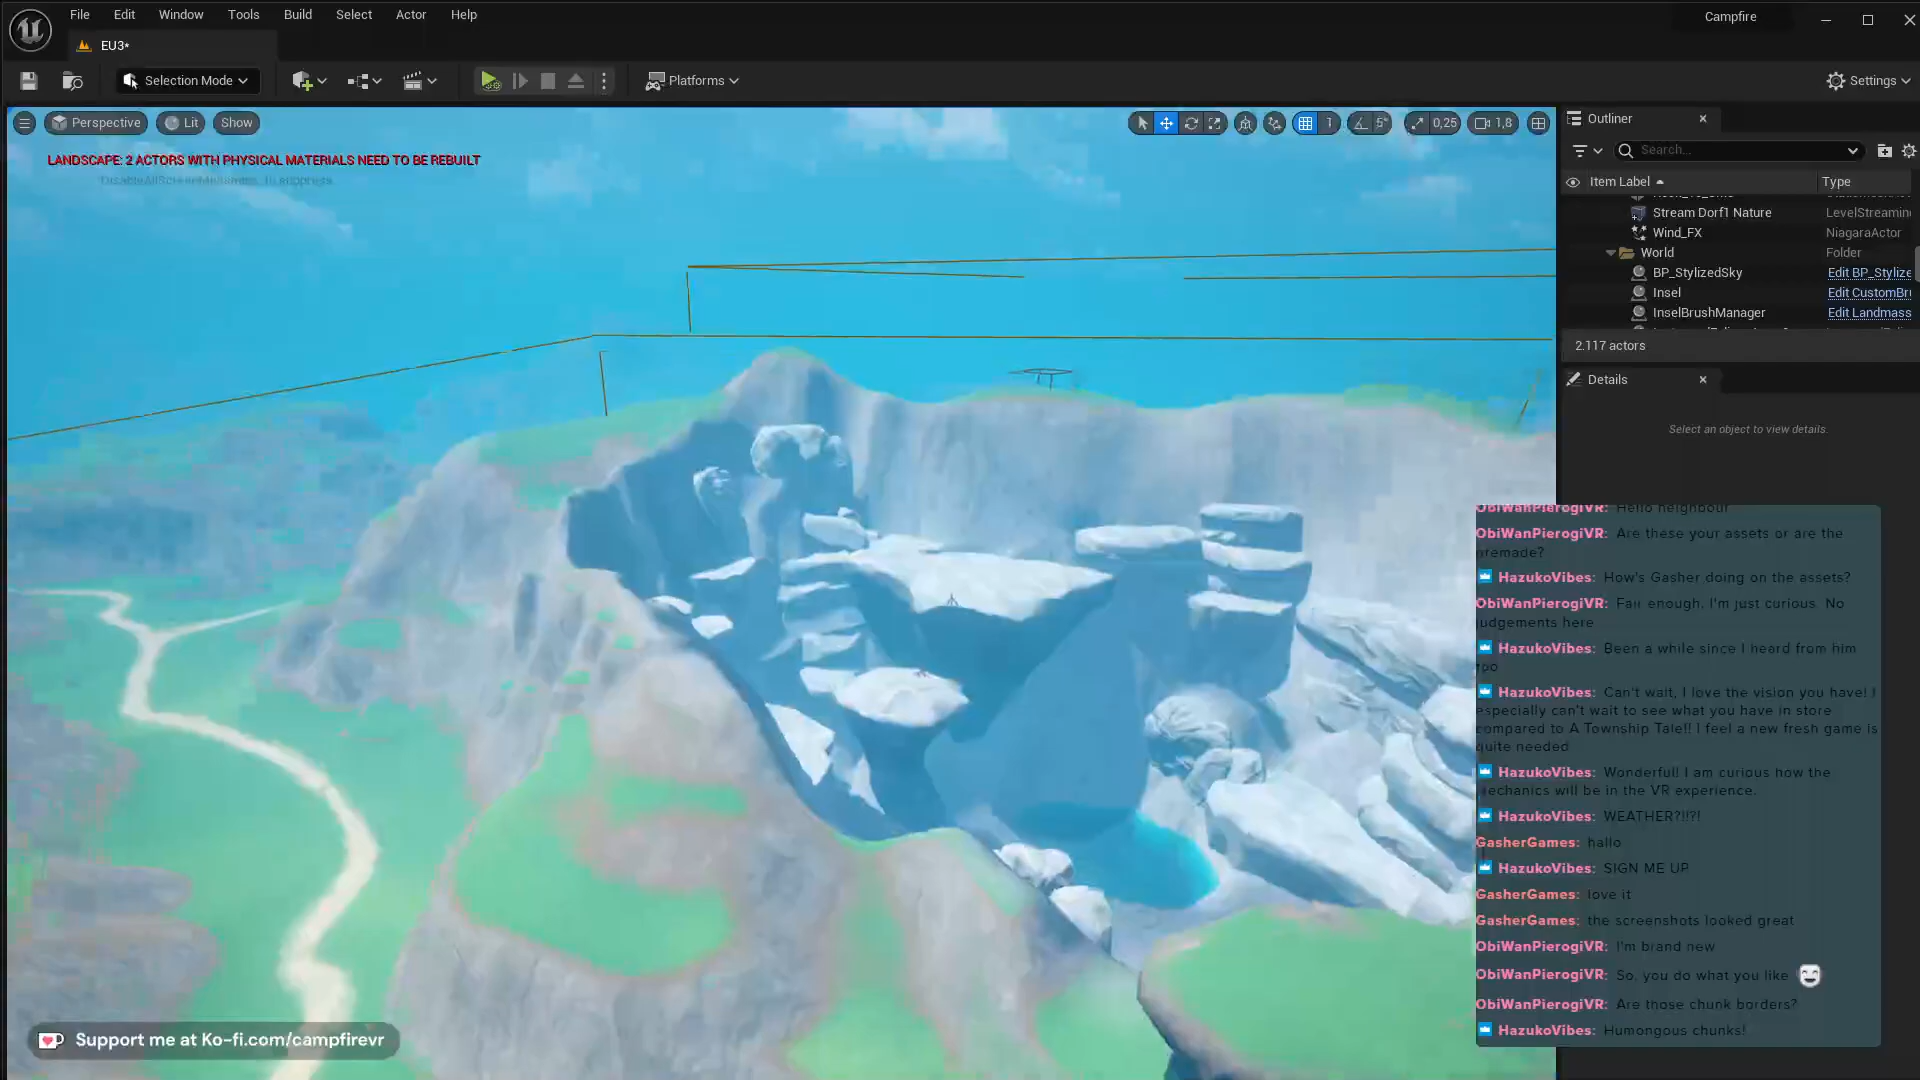 File Edit Window Tools Build Select Actor Help
Campfire
EU3*
Selection Mode
Platforms
Settings
Perspective Lit Show
1 5° 0,25 1,8
LANDSCAPE: 2 ACTORS WITH PHYSICAL MATERIALS NEED TO BE REBUILT
'DisableAllScreenMessages' to suppress
Outliner
Search...
Item Label Type
Stream Dorf1 Nature LevelStreamin
Wind_FX NiagaraActor
World Folder
BP_StylizedSky Edit BP_Stylize
Insel Edit CustomBr
InselBrushManager Edit Landmass
2.117 actors
Details
Select an object to view details.
ObiWanPierogiVR: Hello neighbour
ObiWanPierogiVR: Are these your assets or are the
premade?
HazukoVibes: How's Gasher doing on the assets?
ObiWanPierogiVR: Fair enough, I'm just curious. No
judgements here
HazukoVibes: Been a while since I heard from him
too
HazukoVibes: Can't wait, I love the vision you have! I
especially can't wait to see what you have in store
compared to A Township Tale!! I feel a new fresh game is
quite needed
HazukoVibes: Wonderful! I am curious how the
mechanics will be in the VR experience.
HazukoVibes: WEATHER?!!?!
GasherGames: hallo
HazukoVibes: SIGN ME UP
GasherGames: love it
GasherGames: the screenshots looked great
ObiWanPierogiVR: I'm brand new
ObiWanPierogiVR: So, you do what you like
ObiWanPierogiVR: Are those chunk borders?
HazukoVibes: Humongous chunks!
Support me at Ko-fi.com/campfirevr